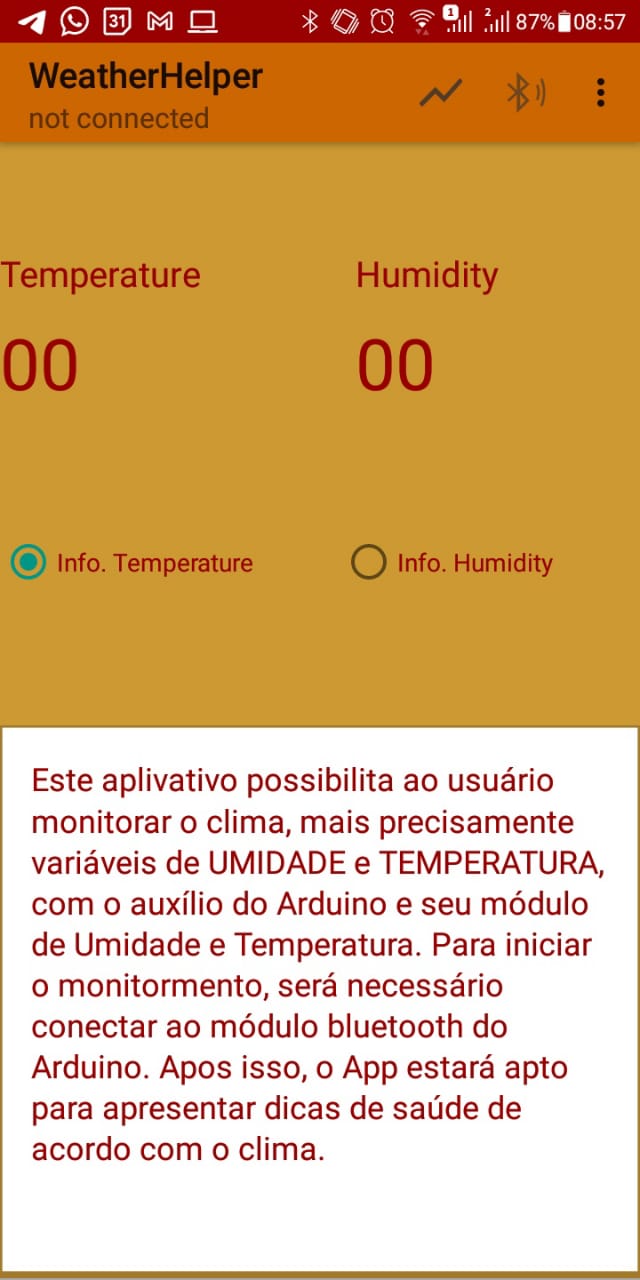 31
1
2
87% 08:57
WeatherHelper
not connected
Temperature Humidity
00 00
Info. Temperature Info. Humidity
Este aplivativo possibilita ao usuário
monitorar o clima, mais precisamente
variáveis de UMIDADE e TEMPERATURA,
com o auxílio do Arduino e seu módulo
de Umidade e Temperatura. Para iniciar
o monitormento, será necessário
conectar ao módulo bluetooth do
Arduino. Apos isso, o App estará apto
para apresentar dicas de saúde de
acordo com o clima.